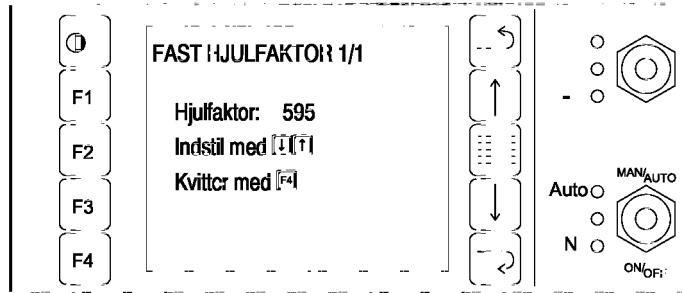 FAST HJULFAKTOR 1/1
F1
Hjulfaktor: 595
-
F2
Indstil med [↓][↑]
MAN/AUTO
F3
Kvitter med [F4]
Auto
N
F4
ON/OFF